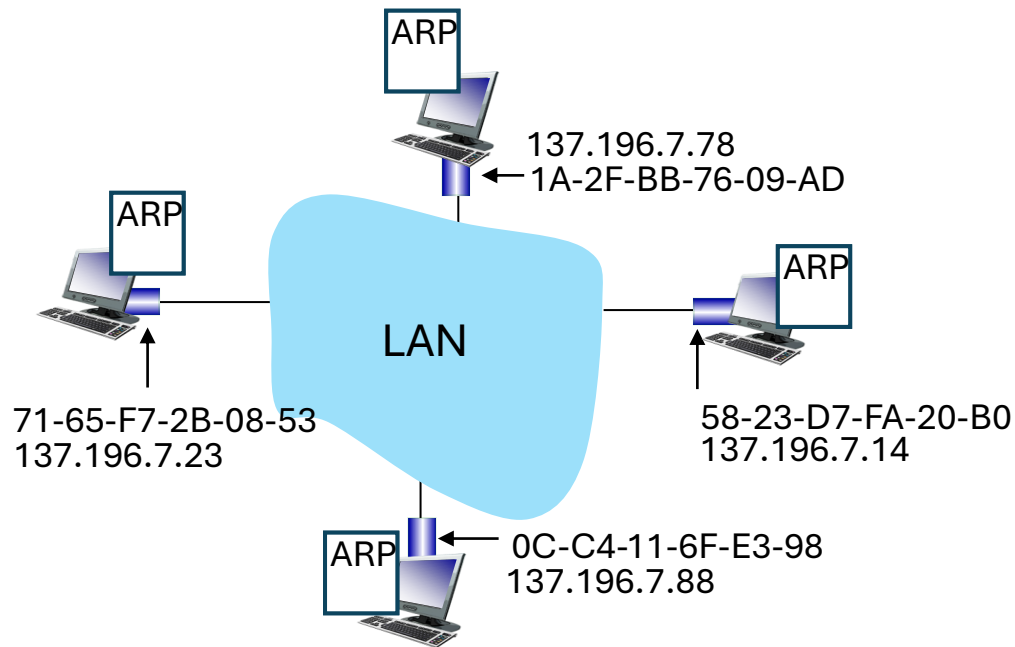 ARP
137.196.7.78
1A-2F-BB-76-09-AD
ARP
ARP
LAN
71-65-F7-2B-08-53
137.196.7.23
58-23-D7-FA-20-B0
137.196.7.14
ARP
0C-C4-11-6F-E3-98
137.196.7.88